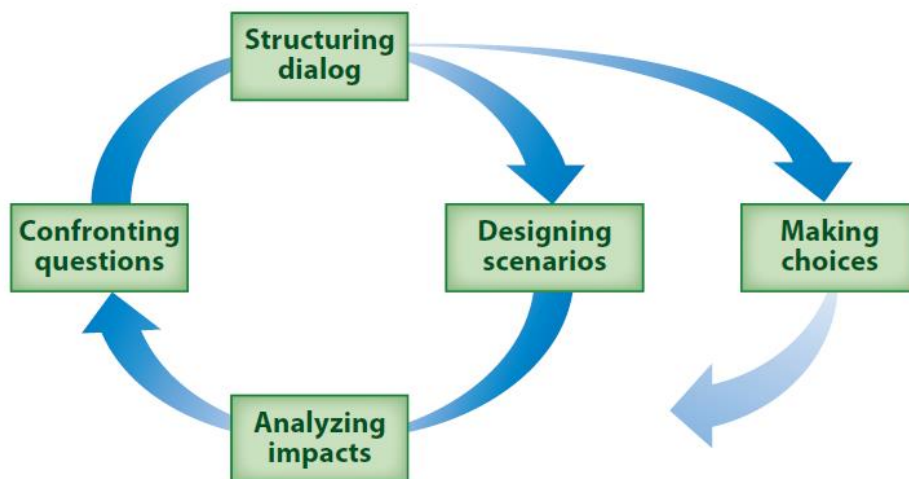 Structuring
dialog
Confronting
questions
Designing
scenarios
Making
choices
Analyzing
impacts